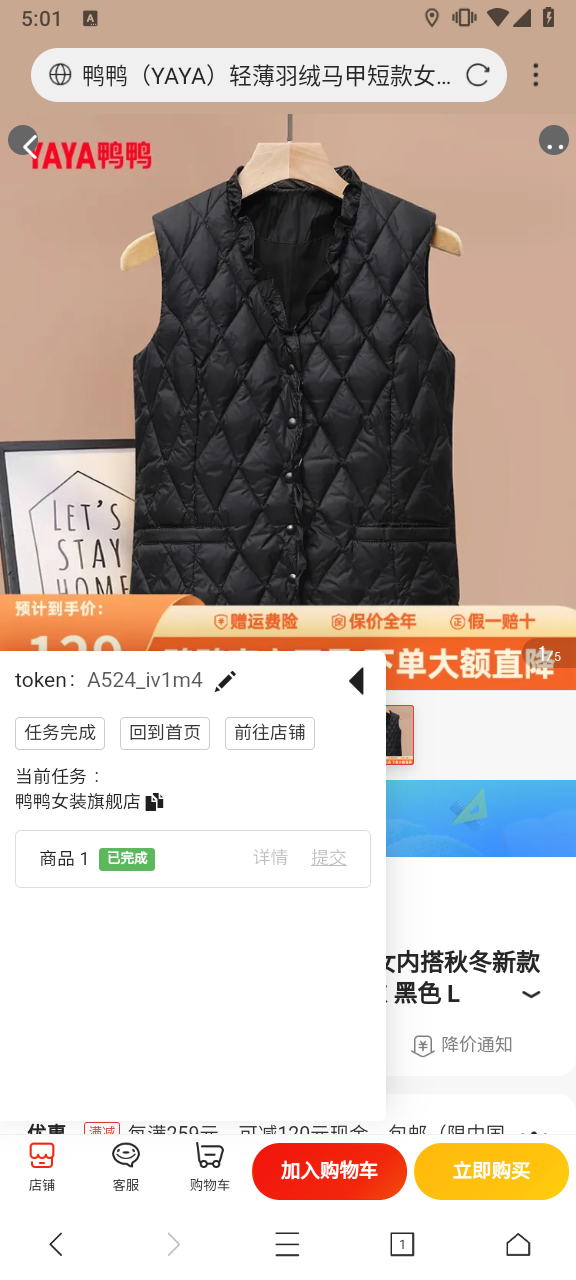 5:01
A
鸭鸭（YAYA）轻薄羽绒马甲短款女...
YAYA鸭鸭
LET'S
STAY
HOME
预计到手价:
赠运费险
保价全年
正 假一赔十
下单大额直降
1/5
token： A524_iv1m4
任务完成
回到首页
前往店铺
当前任务 ：
鸭鸭女装旗舰店
商品 1 已完成 详情 提交
女内搭秋冬新款
黑色 L
降价通知
优惠 满减 每满259元，可减120元现金，包邮（限中国
店铺
客服
购物车
加入购物车
立即购买
1